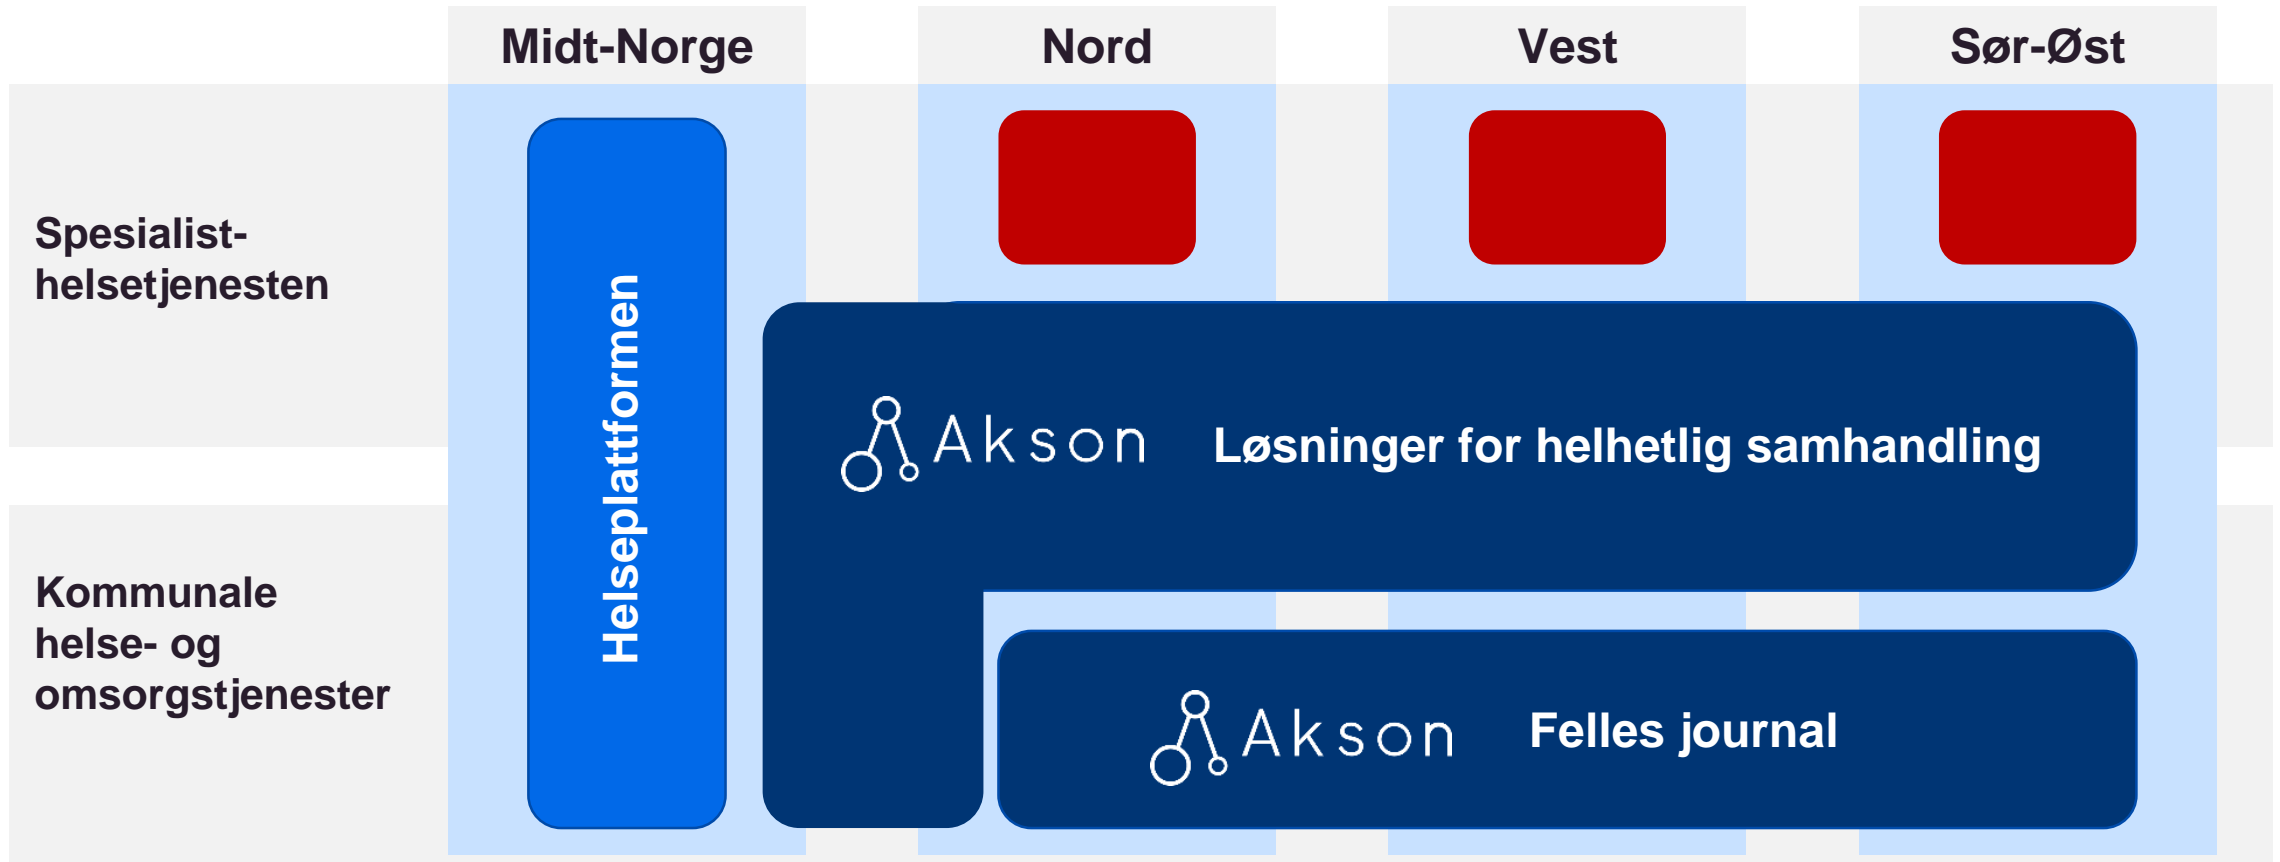 Midt-Norge
Nord
Vest
Sør-Øst
Spesialist-
helsetjenesten
Helseplattformen
Akson
Løsninger for helhetlig samhandling
Kommunale
helse- og
omsorgstjenester
Akson
Felles journal